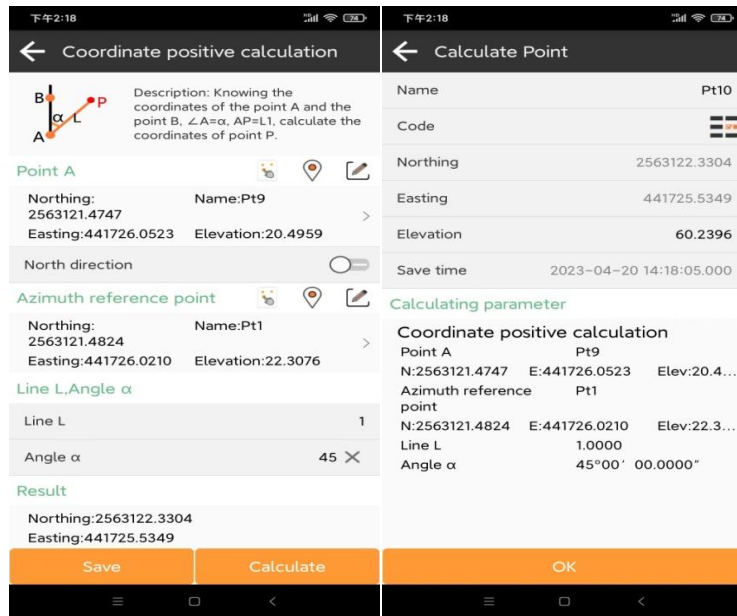 下午2:18
74
Coordinate positive calculation
B
P
α
L
A
Description: Knowing the
coordinates of the point A and the
point B, ∠A=α, AP=L1, calculate the
coordinates of point P.
Point A
Northing: Name:Pt9
2563121.4747
Easting:441726.0523 Elevation:20.4959
North direction
Azimuth reference point
Northing: Name:Pt1
2563121.4824
Easting:441726.0210 Elevation:22.3076
Line L,Angle α
Line L 1
Angle α 45
Result
Northing:2563122.3304
Easting:441725.5349
Save Calculate
下午2:18
74
Calculate Point
Name Pt10
Code
Northing 2563122.3304
Easting 441725.5349
Elevation 60.2396
Save time 2023-04-20 14:18:05.000
Calculating parameter
Coordinate positive calculation
Point A Pt9
N:2563121.4747 E:441726.0523 Elev:20.4...
Azimuth reference Pt1
point
N:2563121.4824 E:441726.0210 Elev:22.3...
Line L 1.0000
Angle α 45°00′ 00.0000″
OK